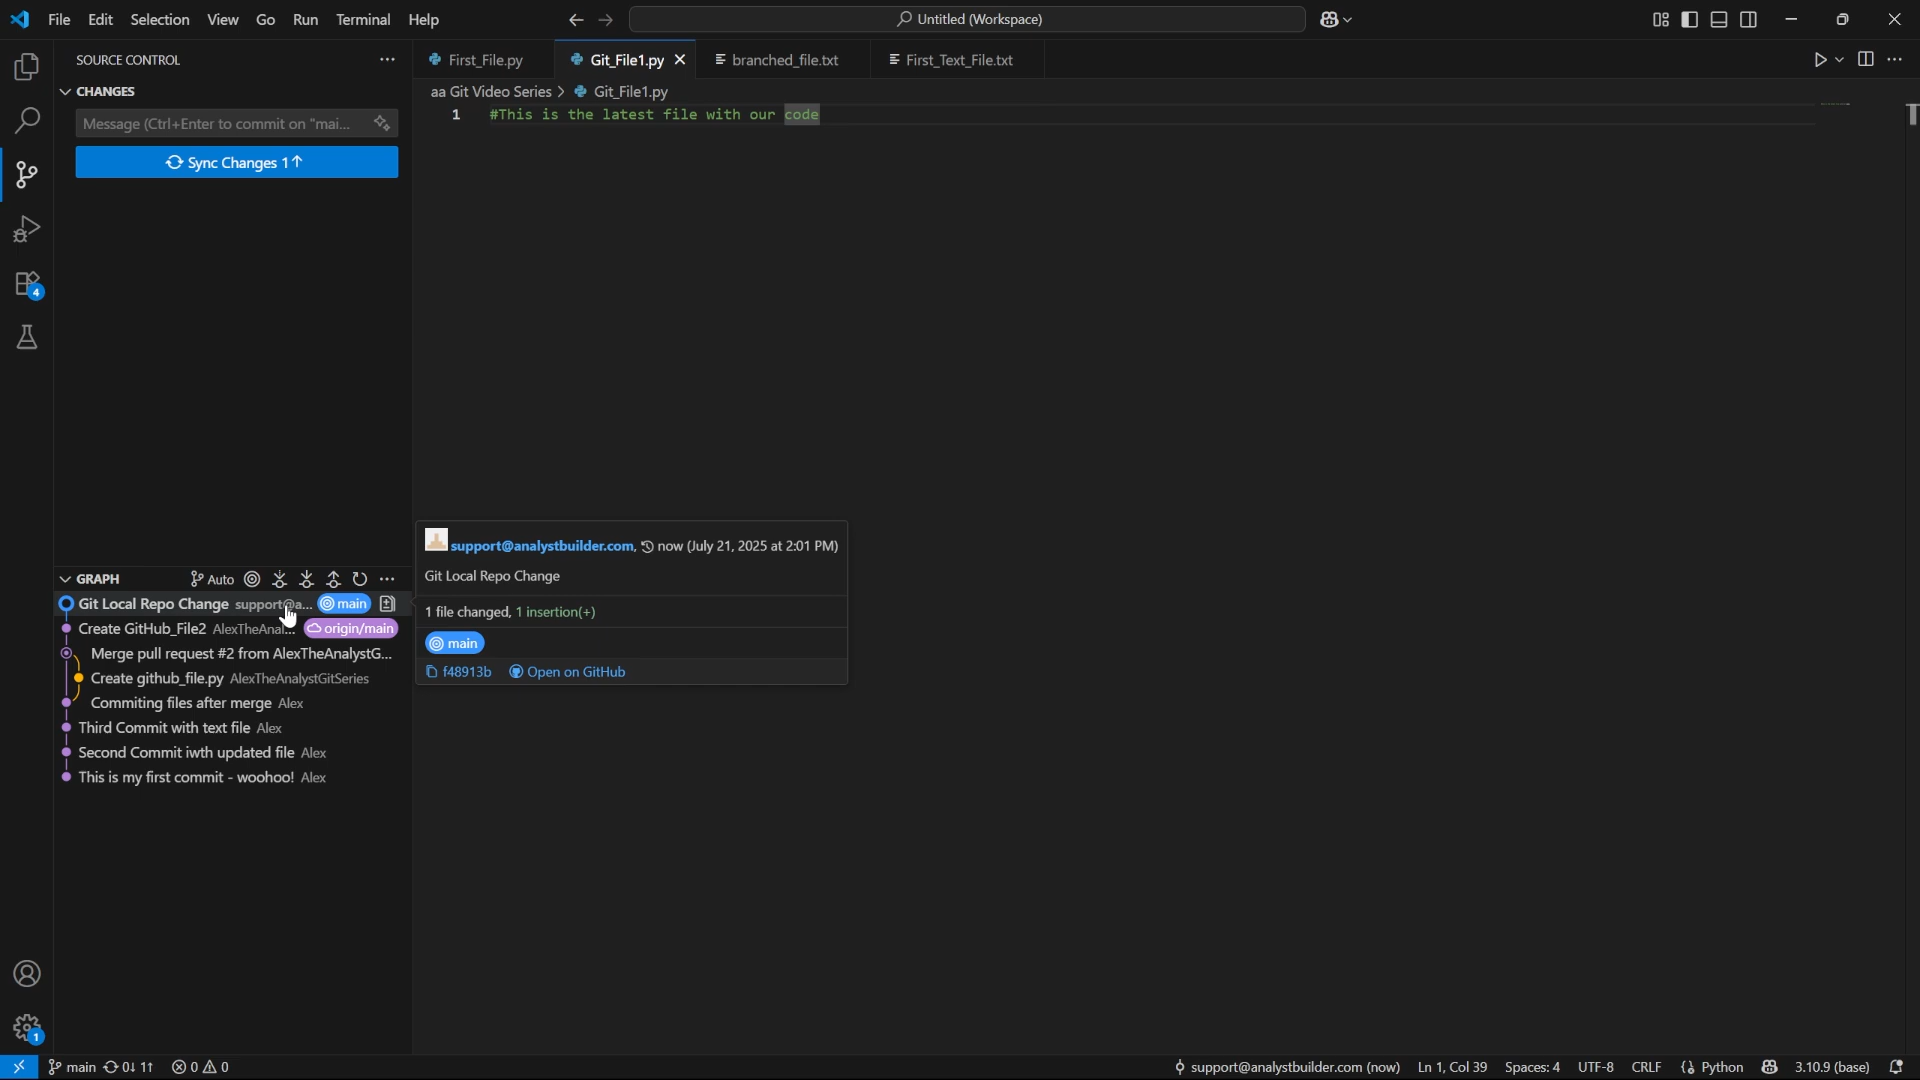 File Edit Selection View Go Run Terminal Help
Untitled (Workspace)
SOURCE CONTROL
First_File.py
Git_File1.py
branched_file.txt
First_Text_File.txt
CHANGES
aa Git Video Series > Git_File1.py
Message (Ctrl+Enter to commit on "mai...
1 #This is the latest file with our code
Sync Changes 1↑
4
support@analystbuilder.com, now (July 21, 2025 at 2:01 PM)
Git Local Repo Change
1 file changed, 1 insertion(+)
main
f48913b Open on GitHub
GRAPH Auto
Git Local Repo Change support@a... main
Create GitHub_File2 AlexTheAnal... origin/main
Merge pull request #2 from AlexTheAnalystG...
Create github_file.py AlexTheAnalystGitSeries
Commiting files after merge Alex
Third Commit with text file Alex
Second Commit iwth updated file Alex
This is my first commit - woohoo! Alex
1
main 0↓ 1↑ 0 0
support@analystbuilder.com (now) Ln 1, Col 39 Spaces: 4 UTF-8 CRLF {} Python 3.10.9 (base)